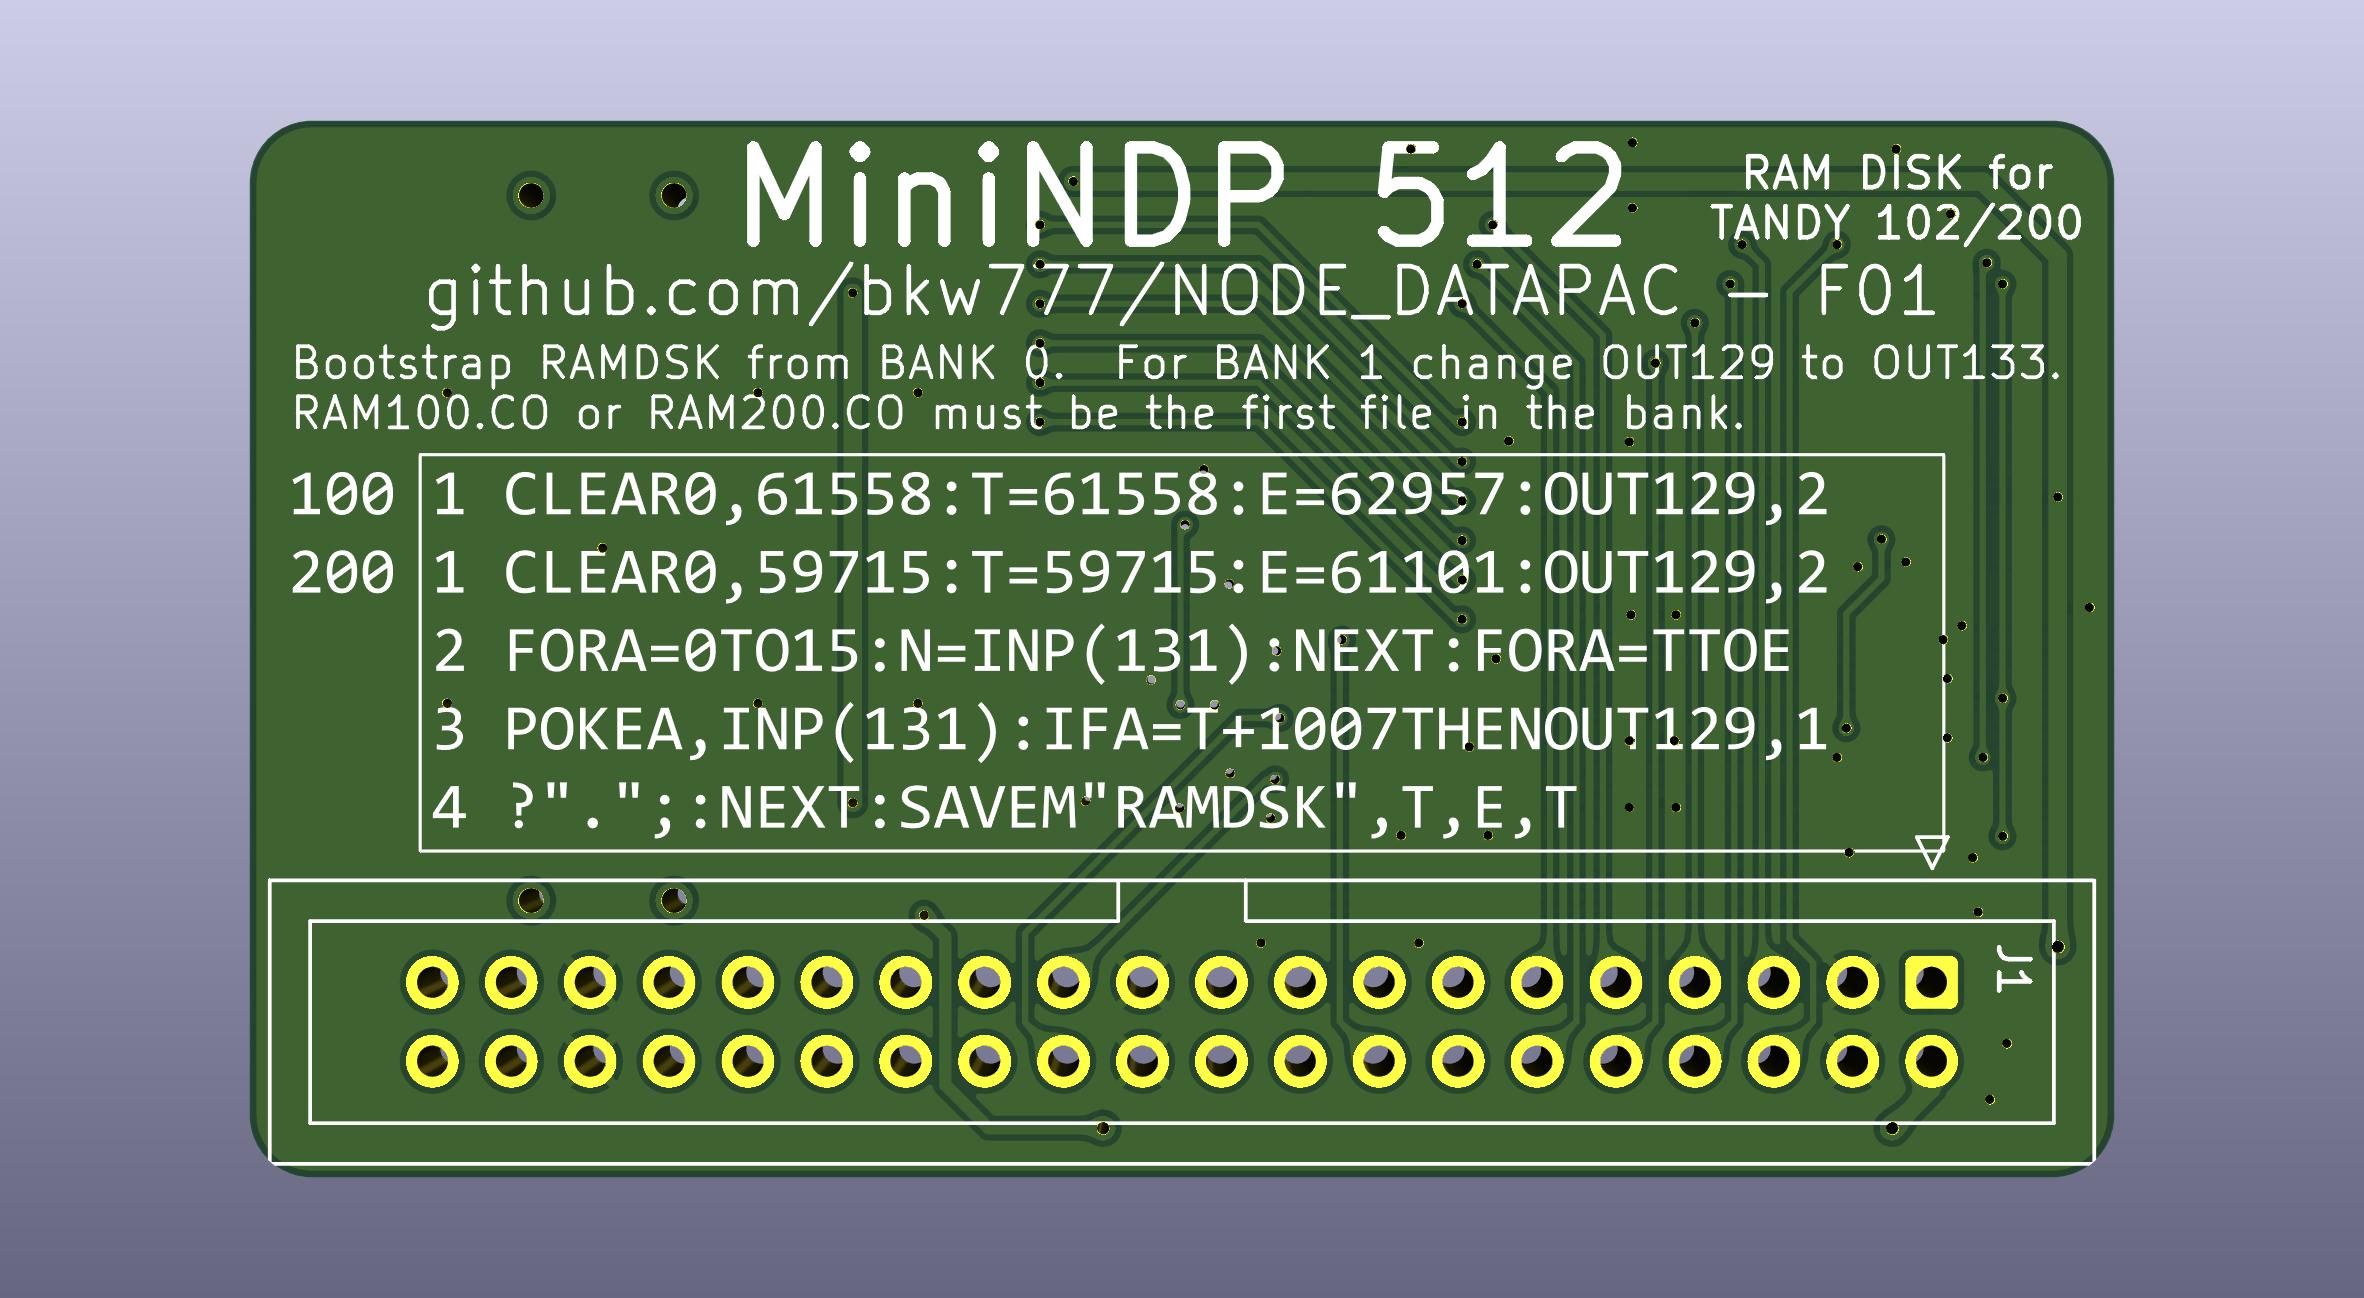 MiniNDP 512
RAM DISK for
TANDY 102/200
github.com/bkw777/NODE_DATAPAC – F01
Bootstrap RAMDSK from BANK 0.  For BANK 1 change OUT129 to OUT133.
RAM100.CO or RAM200.CO must be the first file in the bank.
100 1 CLEAR0,61558:T=61558:E=62957:OUT129,2
200 1 CLEAR0,59715:T=59715:E=61101:OUT129,2
2 FORA=0TO15:N=INP(131):NEXT:FORA=TTOE
3 POKEA,INP(131):IFA=T+1007THENOUT129,1
4 ?".";:NEXT:SAVEM"RAMDSK",T,E,T
J1